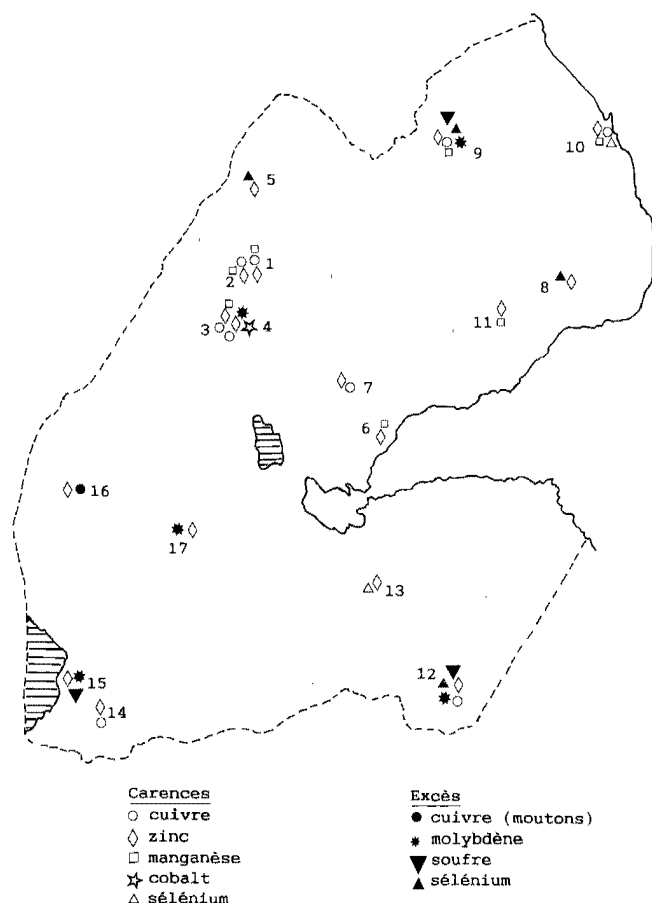 9
10
5
1
2
8
3
4
11
7
6
16
17
13
15
12
14
Carences
cuivre
zinc
manganèse
cobalt
sélénium
Excès
cuivre (moutons)
molybdène
soufre
sélénium